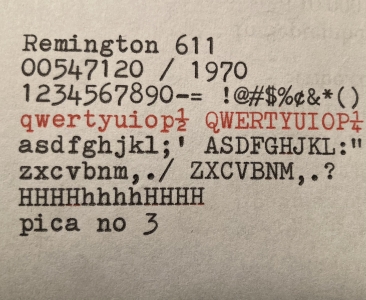 Remington 611
00547120 / 1970
1234567890-= !@#$%¢&*()
qwertyuiop½ QWERTYUIOP¼
asdfghjkl;' ASDFGHJKL:"
zxcvbnm,./ ZXCVBNM,.?
HHHHhhhhHHHH
pica no 3